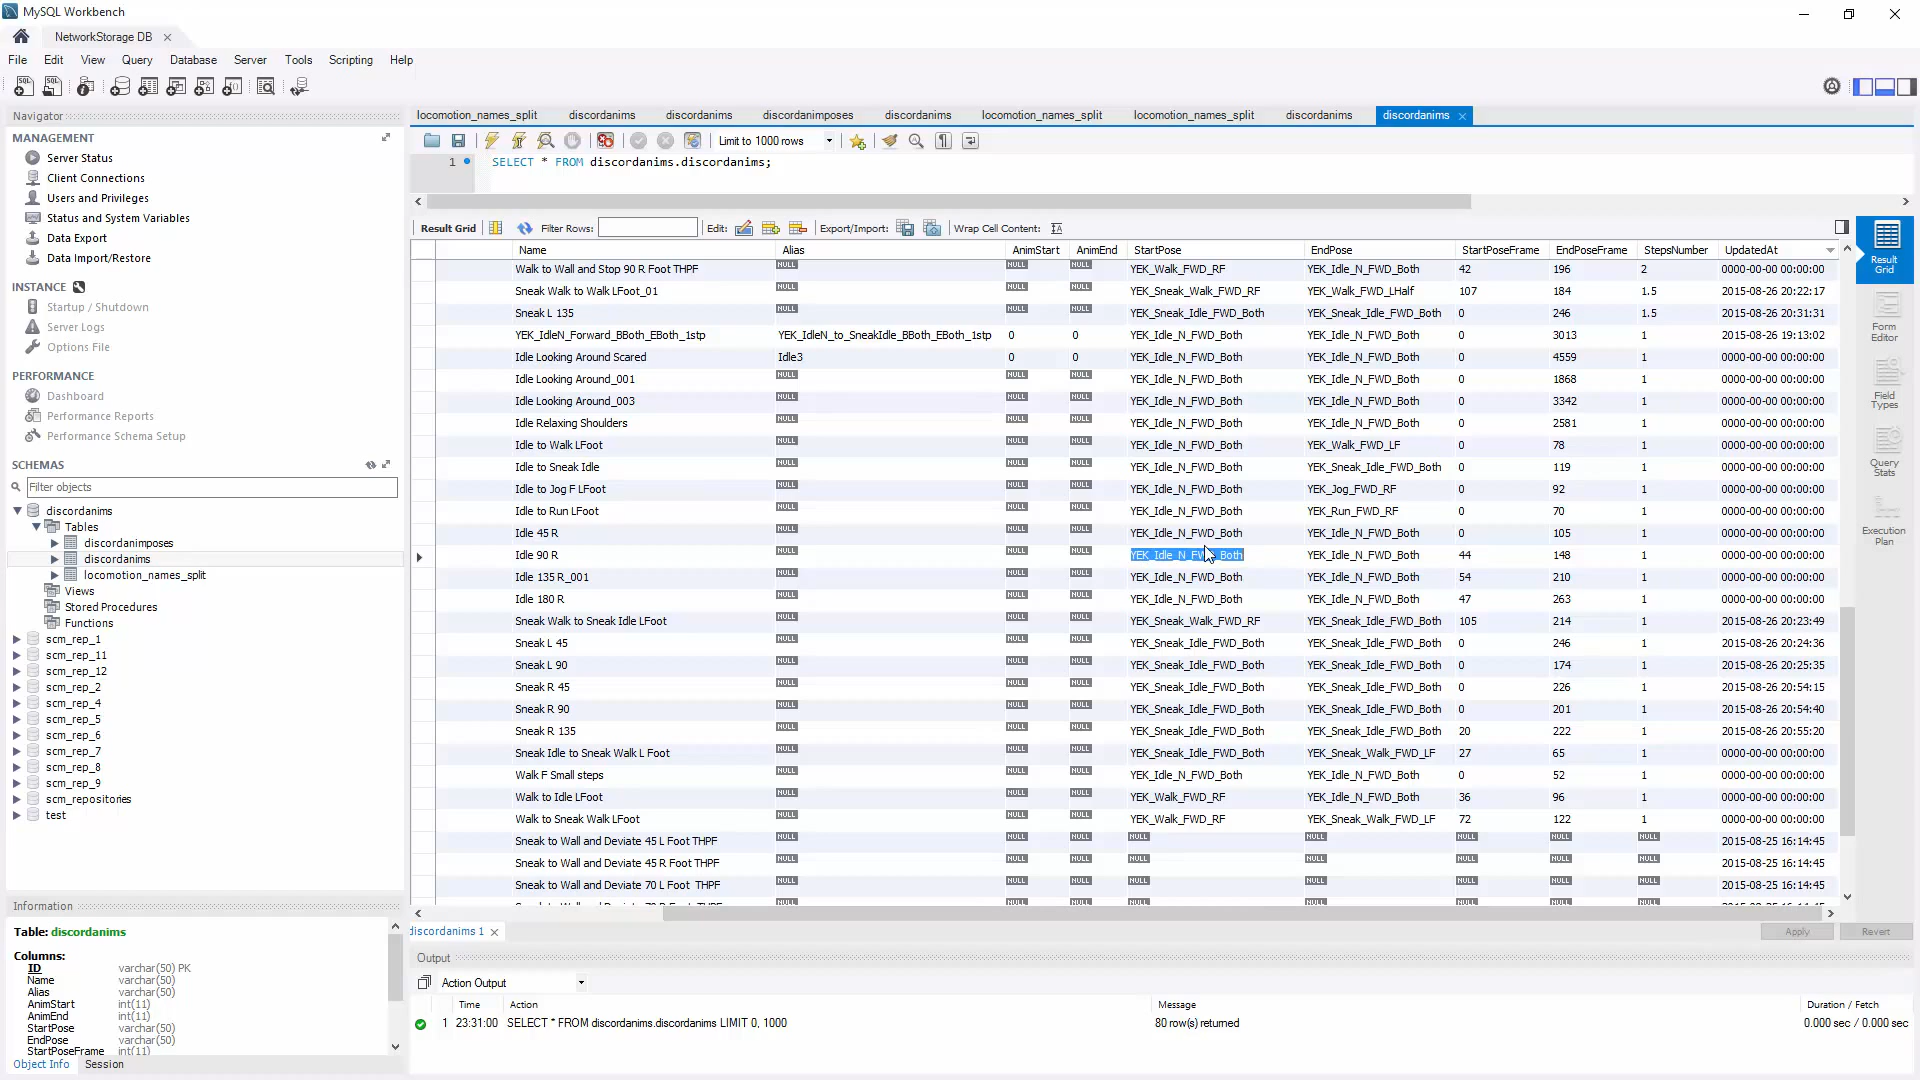 MySQL Workbench
NetworkStorage DB
File Edit View Query Database Server Tools Scripting Help
Navigator
MANAGEMENT
Server Status
Client Connections
Users and Privileges
Status and System Variables
Data Export
Data Import/Restore
INSTANCE
Startup / Shutdown
Server Logs
Options File
PERFORMANCE
Dashboard
Performance Reports
Performance Schema Setup
SCHEMAS
Filter objects
discordanims
Tables
discordanimposes
discordanims
locomotion_names_split
Views
Stored Procedures
Functions
scm_rep_1
scm_rep_11
scm_rep_12
scm_rep_2
scm_rep_4
scm_rep_5
scm_rep_6
scm_rep_7
scm_rep_8
scm_rep_9
scm_repositories
test
Information
Table: discordanims
Columns:
ID varchar(50) PK
Name varchar(50)
Alias varchar(50)
AnimStart int(11)
AnimEnd int(11)
StartPose varchar(50)
EndPose varchar(50)
StartPoseFrame int(11)
Object Info Session
locomotion_names_split discordanims discordanims discordanimposes discordanims locomotion_names_split locomotion_names_split discordanims discordanims
Limit to 1000 rows
1 SELECT * FROM discordanims.discordanims;
Result Grid Filter Rows: Edit: Export/Import: Wrap Cell Content:
Name Alias AnimStart AnimEnd StartPose EndPose StartPoseFrame EndPoseFrame StepsNumber UpdatedAt
Walk to Wall and Stop 90 R Foot THPF NULL NULL NULL YEK_Walk_FWD_RF YEK_Idle_N_FWD_Both 42 196 2 0000-00-00 00:00:00
Sneak Walk to Walk LFoot_01 NULL NULL NULL YEK_Sneak_Walk_FWD_RF YEK_Walk_FWD_LHalf 107 184 1.5 2015-08-26 20:22:17
Sneak L 135 NULL NULL NULL YEK_Sneak_Idle_FWD_Both YEK_Sneak_Idle_FWD_Both 0 246 1.5 2015-08-26 20:31:31
YEK_IdleN_Forward_BBoth_EBoth_1stp YEK_IdleN_to_SneakIdle_BBoth_EBoth_1stp 0 0 YEK_Idle_N_FWD_Both YEK_Idle_N_FWD_Both 0 3013 1 2015-08-26 19:13:02
Idle Looking Around Scared Idle3 0 0 YEK_Idle_N_FWD_Both YEK_Idle_N_FWD_Both 0 4559 1 0000-00-00 00:00:00
Idle Looking Around_001 NULL NULL NULL YEK_Idle_N_FWD_Both YEK_Idle_N_FWD_Both 0 1868 1 0000-00-00 00:00:00
Idle Looking Around_003 NULL NULL NULL YEK_Idle_N_FWD_Both YEK_Idle_N_FWD_Both 0 3342 1 0000-00-00 00:00:00
Idle Relaxing Shoulders NULL NULL NULL YEK_Idle_N_FWD_Both YEK_Idle_N_FWD_Both 0 2581 1 0000-00-00 00:00:00
Idle to Walk LFoot NULL NULL NULL YEK_Idle_N_FWD_Both YEK_Walk_FWD_LF 0 78 1 0000-00-00 00:00:00
Idle to Sneak Idle NULL NULL NULL YEK_Idle_N_FWD_Both YEK_Sneak_Idle_FWD_Both 0 119 1 0000-00-00 00:00:00
Idle to Jog F LFoot NULL NULL NULL YEK_Idle_N_FWD_Both YEK_Jog_FWD_RF 0 92 1 0000-00-00 00:00:00
Idle to Run LFoot NULL NULL NULL YEK_Idle_N_FWD_Both YEK_Run_FWD_RF 0 70 1 0000-00-00 00:00:00
Idle 45 R NULL NULL NULL YEK_Idle_N_FWD_Both YEK_Idle_N_FWD_Both 0 105 1 0000-00-00 00:00:00
Idle 90 R NULL NULL NULL YEK_Idle_N_FWD_Both YEK_Idle_N_FWD_Both 44 148 1 0000-00-00 00:00:00
Idle 135 R_001 NULL NULL NULL YEK_Idle_N_FWD_Both YEK_Idle_N_FWD_Both 54 210 1 0000-00-00 00:00:00
Idle 180 R NULL NULL NULL YEK_Idle_N_FWD_Both YEK_Idle_N_FWD_Both 47 263 1 0000-00-00 00:00:00
Sneak Walk to Sneak Idle LFoot NULL NULL NULL YEK_Sneak_Walk_FWD_RF YEK_Sneak_Idle_FWD_Both 105 214 1 2015-08-26 20:23:49
Sneak L 45 NULL NULL NULL YEK_Sneak_Idle_FWD_Both YEK_Sneak_Idle_FWD_Both 0 246 1 2015-08-26 20:24:36
Sneak L 90 NULL NULL NULL YEK_Sneak_Idle_FWD_Both YEK_Sneak_Idle_FWD_Both 0 174 1 2015-08-26 20:25:35
Sneak R 45 NULL NULL NULL YEK_Sneak_Idle_FWD_Both YEK_Sneak_Idle_FWD_Both 0 226 1 2015-08-26 20:54:15
Sneak R 90 NULL NULL NULL YEK_Sneak_Idle_FWD_Both YEK_Sneak_Idle_FWD_Both 0 201 1 2015-08-26 20:54:40
Sneak R 135 NULL NULL NULL YEK_Sneak_Idle_FWD_Both YEK_Sneak_Idle_FWD_Both 20 222 1 2015-08-26 20:55:20
Sneak Idle to Sneak Walk L Foot NULL NULL NULL YEK_Sneak_Idle_FWD_Both YEK_Sneak_Walk_FWD_LF 27 65 1 0000-00-00 00:00:00
Walk F Small steps NULL NULL NULL YEK_Idle_N_FWD_Both YEK_Idle_N_FWD_Both 0 52 1 0000-00-00 00:00:00
Walk to Idle LFoot NULL NULL NULL YEK_Walk_FWD_RF YEK_Idle_N_FWD_Both 36 96 1 0000-00-00 00:00:00
Walk to Sneak Walk LFoot NULL NULL NULL YEK_Walk_FWD_RF YEK_Sneak_Walk_FWD_LF 72 122 1 0000-00-00 00:00:00
Sneak to Wall and Deviate 45 L Foot THPF NULL NULL NULL NULL NULL NULL NULL NULL 2015-08-25 16:14:45
Sneak to Wall and Deviate 45 R Foot THPF NULL NULL NULL NULL NULL NULL NULL NULL 2015-08-25 16:14:45
Sneak to Wall and Deviate 70 L Foot THPF NULL NULL NULL NULL NULL NULL NULL NULL 2015-08-25 16:14:45
Result Grid
Form Editor
Field Types
Query Stats
Execution Plan
discordanims 1
Apply Revert
Output
Action Output
Time Action Message Duration / Fetch
1 23:31:00 SELECT * FROM discordanims.discordanims LIMIT 0, 1000 80 row(s) returned 0.000 sec / 0.000 sec